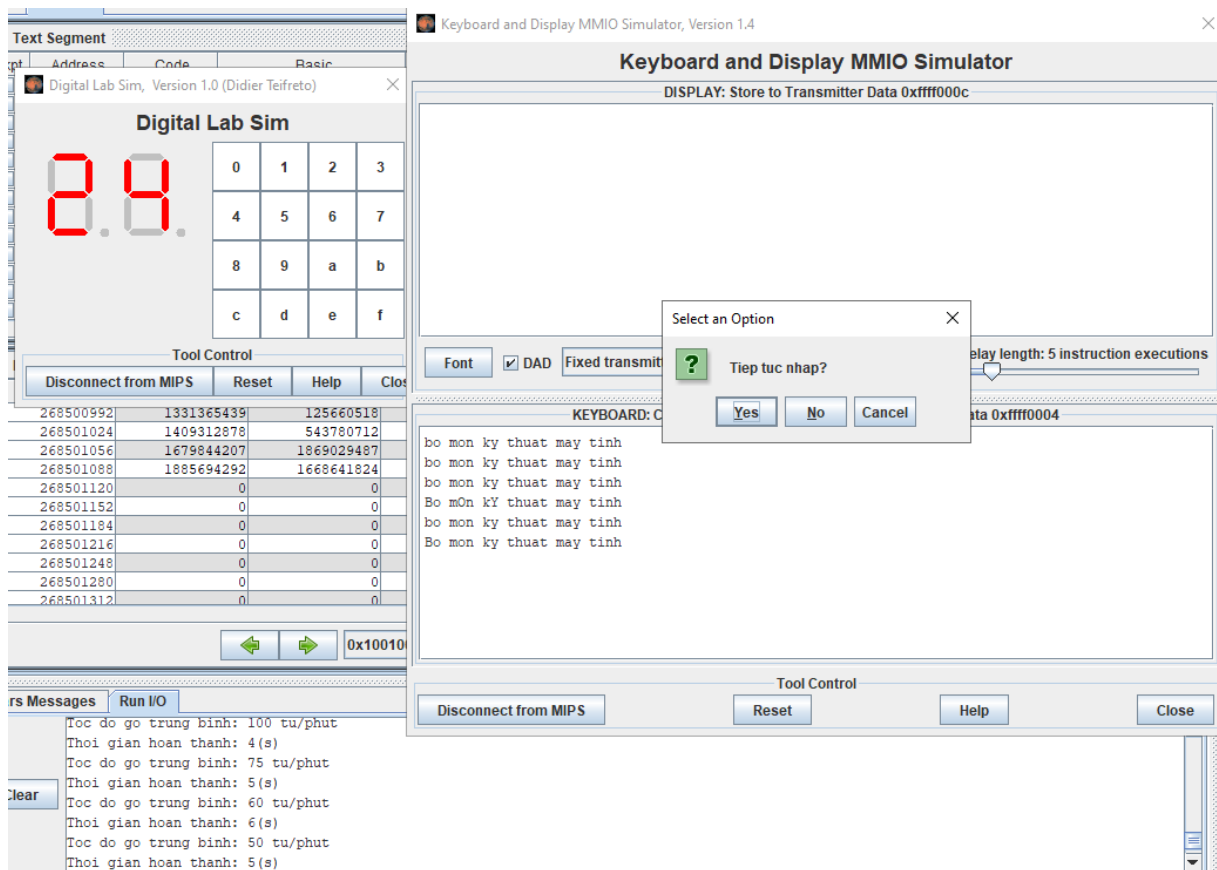 Text Segment
Address Code Basic
Digital Lab Sim, Version 1.0 (Didier Teifreto)
Digital Lab Sim
24
0 1 2 3
4 5 6 7
8 9 a b
c d e f
Tool Control
Disconnect from MIPS Reset Help
268500992 1331365439 125660518
268501024 1409312878 543780712
268501056 1679844207 1869029487
268501088 1885694292 1668641824
268501120 0 0
268501152 0 0
268501184 0 0
268501216 0 0
268501248 0 0
268501280 0 0
268501312 0 0
0x10010
rs Messages Run I/O
Clear
Toc do go trung binh: 100 tu/phut
Thoi gian hoan thanh: 4(s)
Toc do go trung binh: 75 tu/phut
Thoi gian hoan thanh: 5(s)
Toc do go trung binh: 60 tu/phut
Thoi gian hoan thanh: 6(s)
Toc do go trung binh: 50 tu/phut
Thoi gian hoan thanh: 5(s)
Keyboard and Display MMIO Simulator, Version 1.4
Keyboard and Display MMIO Simulator
DISPLAY: Store to Transmitter Data 0xffff000c
Font DAD Fixed transmitt elay length: 5 instruction executions
Select an Option
Tiep tuc nhap?
Yes No Cancel
KEYBOARD: C ata 0xffff0004
bo mon ky thuat may tinh
bo mon ky thuat may tinh
bo mon ky thuat may tinh
Bo mOn kY thuat may tinh
bo mon ky thuat may tinh
Bo mon ky thuat may tinh
Tool Control
Disconnect from MIPS Reset Help Close